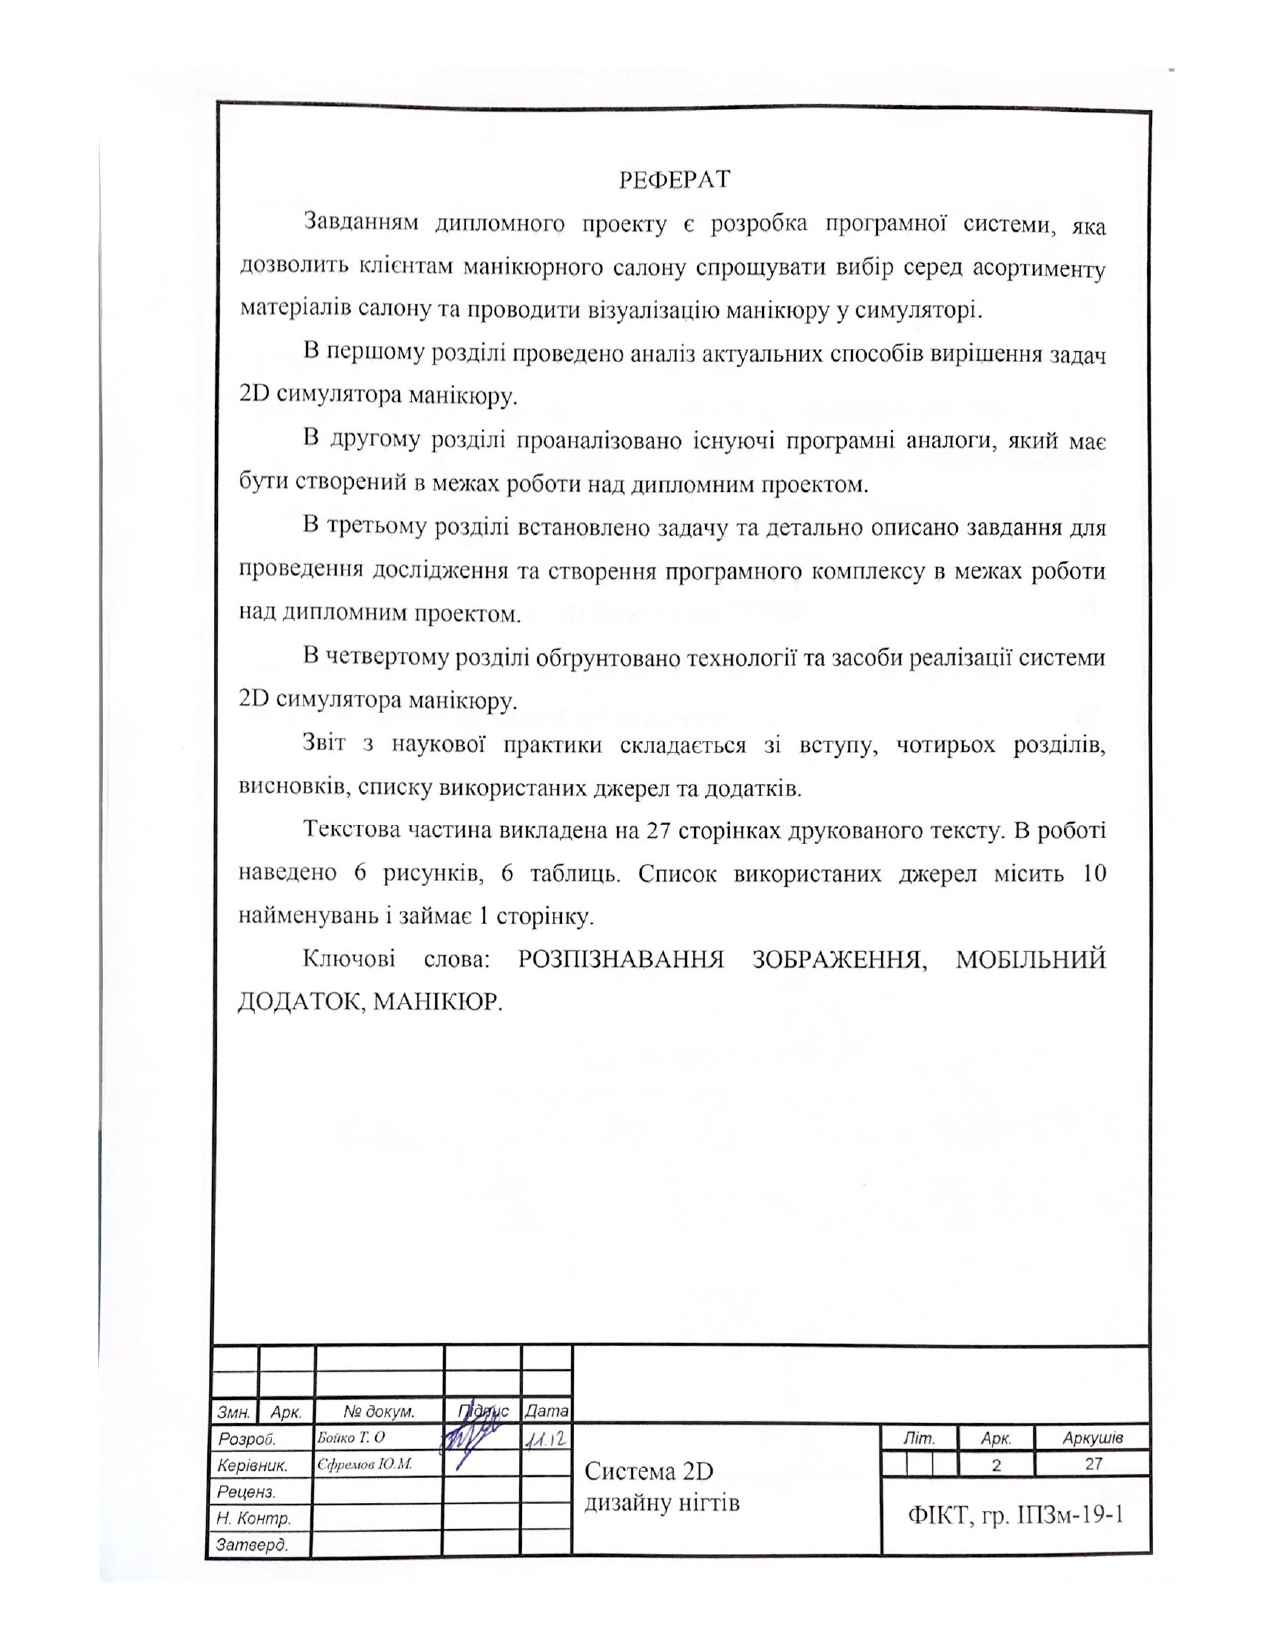 РЕФЕРАТ
Завданням дипломного проекту є розробка програмної системи, яка
дозволить клієнтам манікюрного салону спрощувати вибір серед асортименту
матеріалів салону та проводити візуалізацію манікюру у симуляторі.
В першому розділі проведено аналіз актуальних способів вирішення задач
2D симулятора манікюру.
В другому розділі проаналізовано існуючі програмні аналоги, який має
бути створений в межах роботи над дипломним проектом.
В третьому розділі встановлено задачу та детально описано завдання для
проведення дослідження та створення програмного комплексу в межах роботи
над дипломним проектом.
В четвертому розділі обґрунтовано технології та засоби реалізації системи
2D симулятора манікюру.
Звіт з наукової практики складається зі вступу, чотирьох розділів,
висновків, списку використаних джерел та додатків.
Текстова частина викладена на 27 сторінках друкованого тексту. В роботі
наведено 6 рисунків, 6 таблиць. Список використаних джерел місить 10
найменувань і займає 1 сторінку.
Ключові слова: РОЗПІЗНАВАННЯ ЗОБРАЖЕННЯ, МОБІЛЬНИЙ
ДОДАТОК, МАНІКЮР.
Змн. Арк. № докум. Підпис Дата
Розроб. Бойко Т. О 11.12
Керівник. Єфремов Ю.М.
Реценз.
Н. Контр.
Затверд.
Система 2D
дизайну нігтів
Літ. Арк. Аркушів
2 27
ФІКТ, гр. ІПЗм-19-1